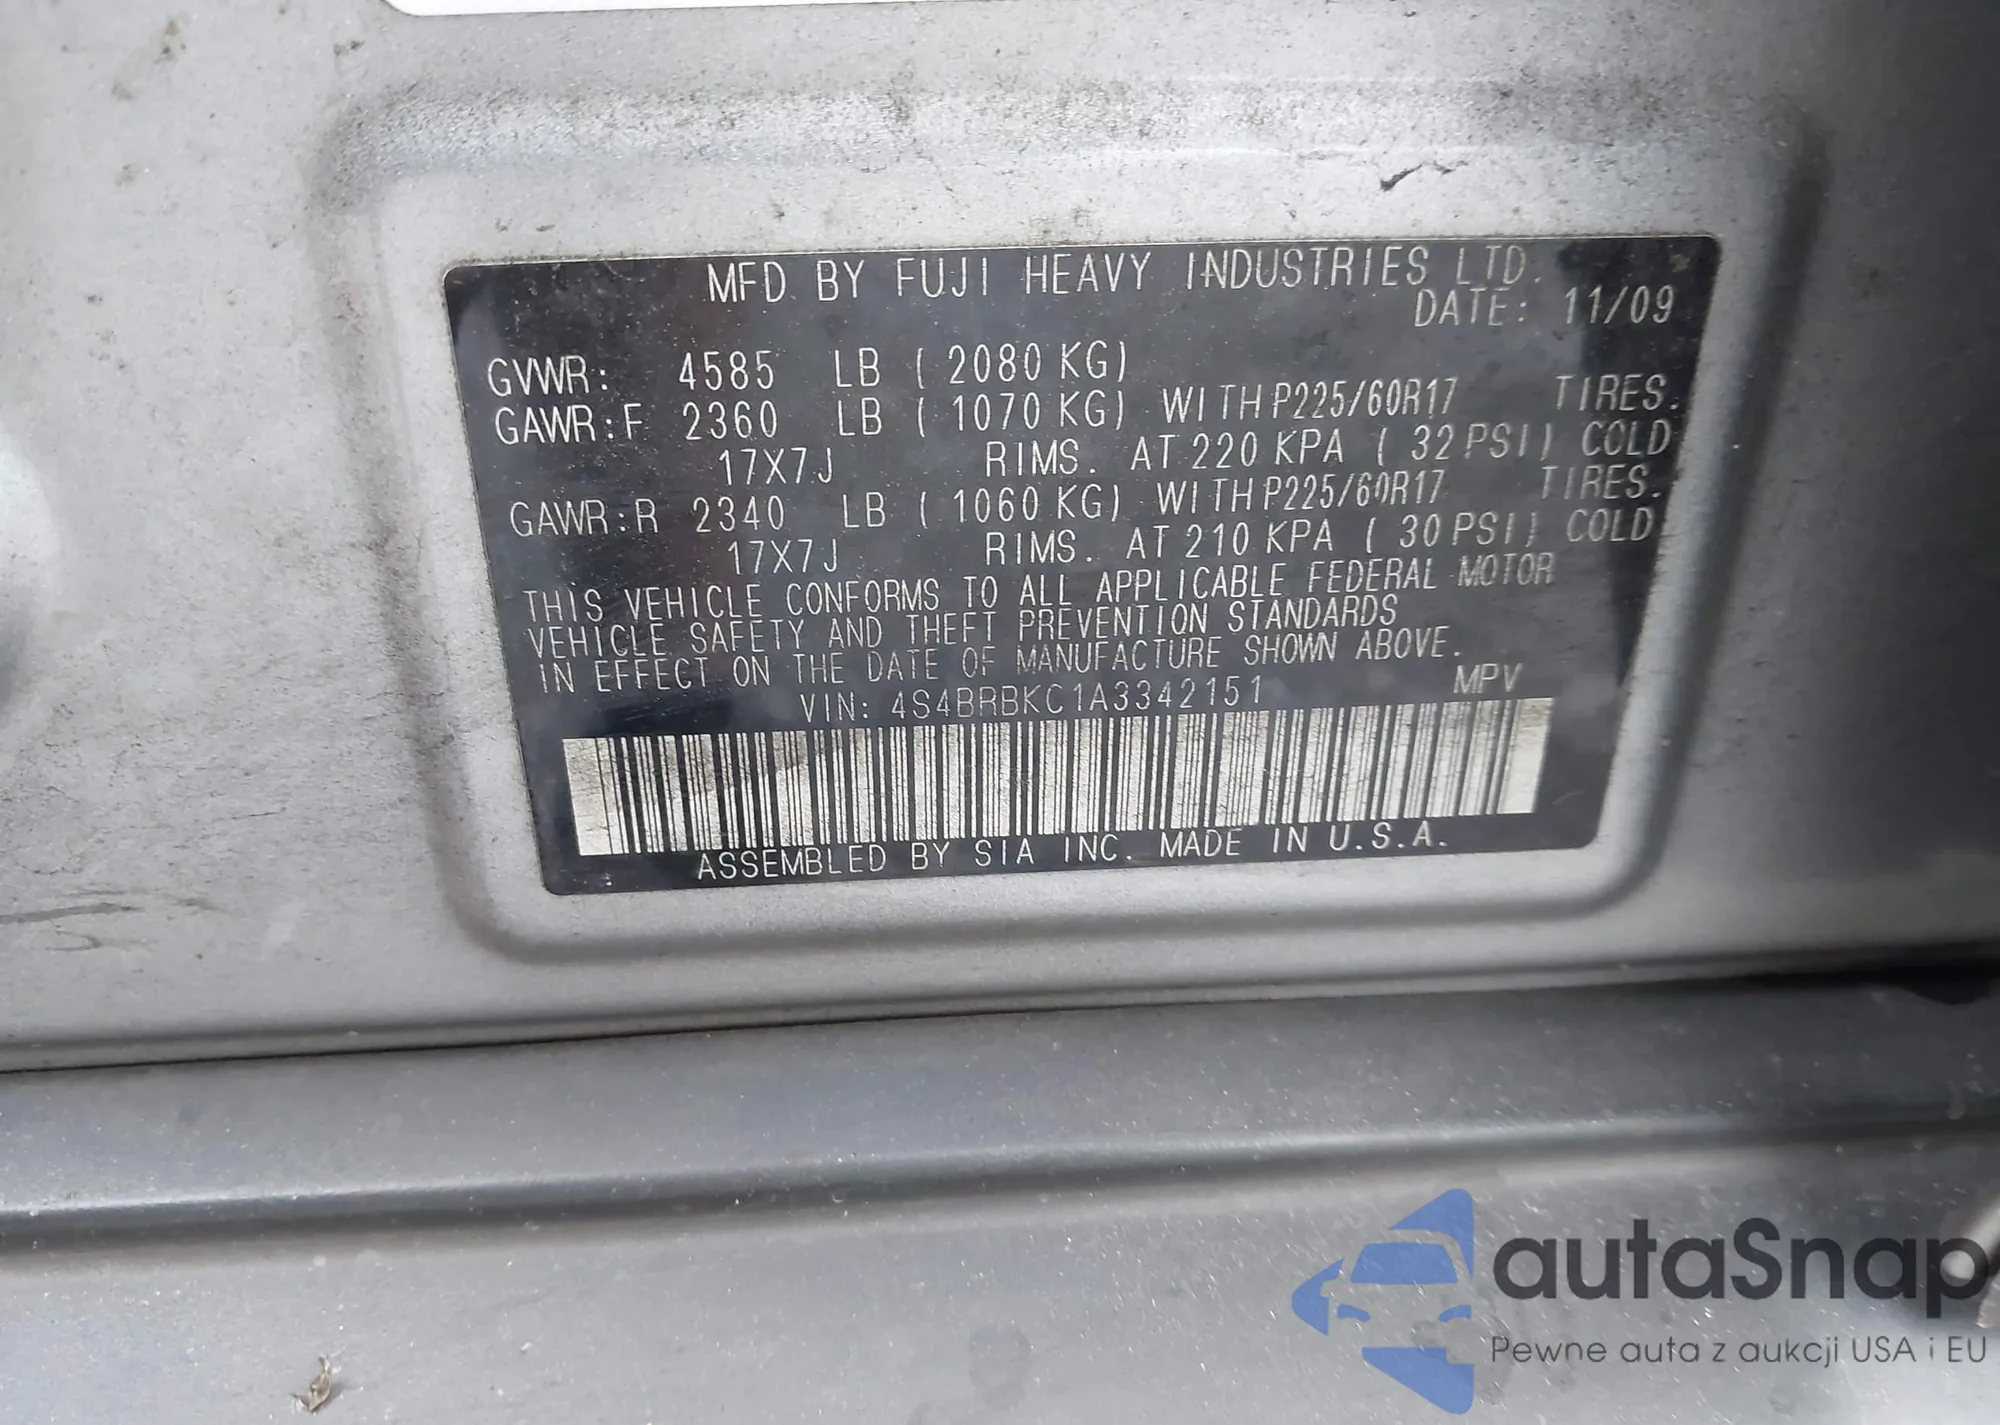 MFD. BY FUJI HEAVY INDUSTRIES LTD.
DATE: 11/09
GVWR: 4585 LB ( 2080 KG)
GAWR:F 2360 LB ( 1070 KG) WITH P225/60R17 TIRES.
17X7J RIMS. AT 220 KPA ( 32 PSI) COLD
GAWR:R 2340 LB ( 1060 KG) WITH P225/60R17 TIRES.
17X7J RIMS. AT 210 KPA ( 30 PSI) COLD
THIS VEHICLE CONFORMS TO ALL APPLICABLE FEDERAL MOTOR
VEHICLE SAFETY AND THEFT PREVENTION STANDARDS
IN EFFECT ON THE DATE OF MANUFACTURE SHOWN ABOVE.
VIN: 4S4BRBKC1A3342151 MPV
ASSEMBLED BY SIA INC. MADE IN U.S.A.
autaSnap
Pewne auta z aukcji USA i EU